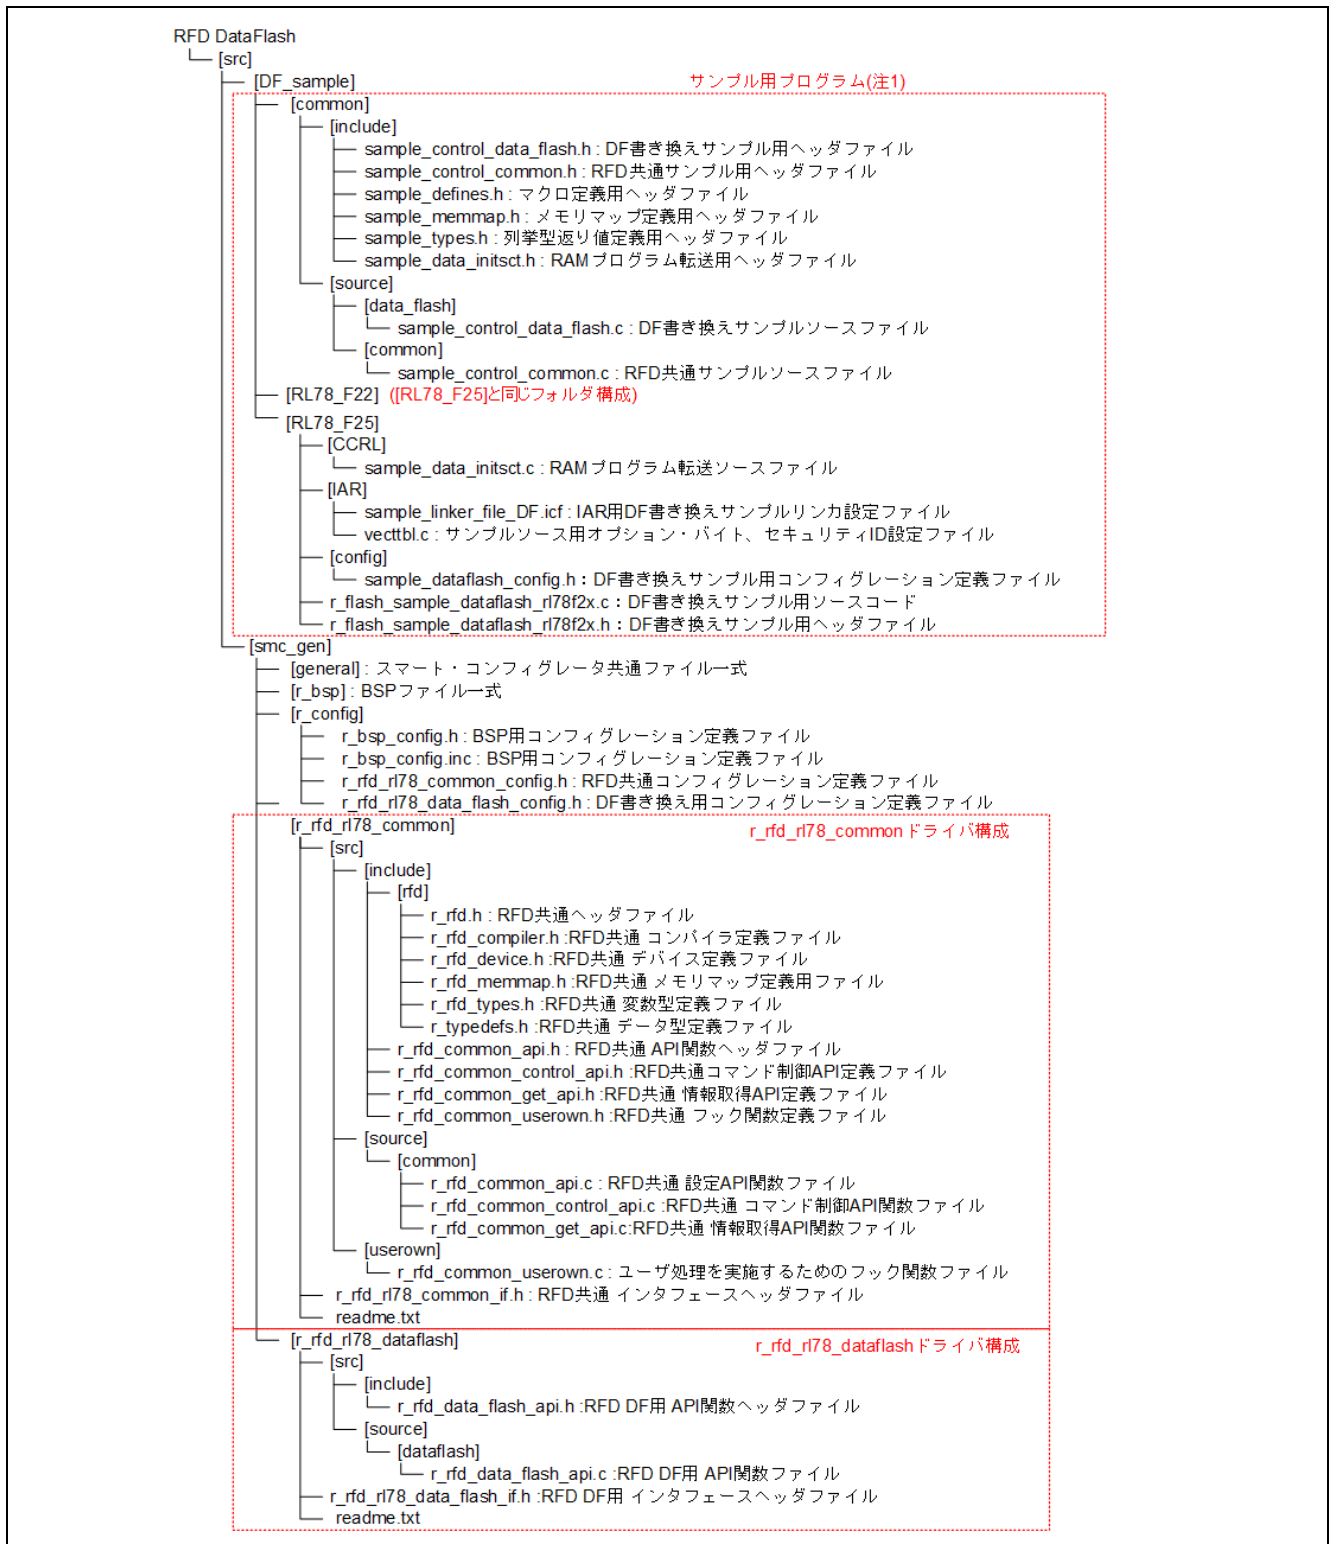 RFD DataFlash
[src]
[DF_sample]
サンプル用プログラム(注1)
[common]
[include]
sample_control_data_flash.h : DF書き換えサンプル用ヘッダファイル
sample_control_common.h : RFD共通サンプル用ヘッダファイル
sample_defines.h : マクロ定義用ヘッダファイル
sample_memmap.h : メモリマップ定義用ヘッダファイル
sample_types.h : 列挙型返り値定義用ヘッダファイル
sample_data_initsct.h : RAMプログラム転送用ヘッダファイル
[source]
[data_flash]
sample_control_data_flash.c : DF書き換えサンプルソースファイル
[common]
sample_control_common.c : RFD共通サンプルソースファイル
[RL78_F22] ([RL78_F25]と同じフォルダ構成)
[RL78_F25]
[CCRL]
sample_data_initsct.c : RAMプログラム転送ソースファイル
[IAR]
sample_linker_file_DF.icf : IAR用DF書き換えサンプルリンカ設定ファイル
vecttbl.c : サンプルソース用オプション・バイト、セキュリティID設定ファイル
[config]
sample_dataflash_config.h : DF書き換えサンプル用コンフィグレーション定義ファイル
r_flash_sample_dataflash_rl78f2x.c : DF書き換えサンプル用ソースコード
r_flash_sample_dataflash_rl78f2x.h : DF書き換えサンプル用ヘッダファイル
[smc_gen]
[general] : スマート・コンフィグレータ共通ファイル一式
[r_bsp] : BSPファイル一式
[r_config]
r_bsp_config.h : BSP用コンフィグレーション定義ファイル
r_bsp_config.inc : BSP用コンフィグレーション定義ファイル
r_rfd_rl78_common_config.h : RFD共通コンフィグレーション定義ファイル
r_rfd_rl78_data_flash_config.h : DF書き換え用コンフィグレーション定義ファイル
[r_rfd_rl78_common]
r_rfd_rl78_commonドライバ構成
[src]
[include]
[rfd]
r_rfd.h : RFD共通ヘッダファイル
r_rfd_compiler.h :RFD共通 コンパイラ定義ファイル
r_rfd_device.h :RFD共通 デバイス定義ファイル
r_rfd_memmap.h :RFD共通 メモリマップ定義用ファイル
r_rfd_types.h :RFD共通 変数型定義ファイル
r_typedefs.h :RFD共通 データ型定義ファイル
r_rfd_common_api.h : RFD共通 API関数ヘッダファイル
r_rfd_common_control_api.h :RFD共通コマンド制御API定義ファイル
r_rfd_common_get_api.h :RFD共通 情報取得API定義ファイル
r_rfd_common_userown.h :RFD共通 フック関数定義ファイル
[source]
[common]
r_rfd_common_api.c : RFD共通 設定API関数ファイル
r_rfd_common_control_api.c :RFD共通 コマンド制御API関数ファイル
r_rfd_common_get_api.c:RFD共通 情報取得API関数ファイル
[userown]
r_rfd_common_userown.c : ユーザ処理を実施するためのフック関数ファイル
r_rfd_rl78_common_if.h : RFD共通 インタフェースヘッダファイル
readme.txt
[r_rfd_rl78_dataflash]
r_rfd_rl78_dataflashドライバ構成
[src]
[include]
r_rfd_data_flash_api.h :RFD DF用 API関数ヘッダファイル
[source]
[dataflash]
r_rfd_data_flash_api.c :RFD DF用 API関数ファイル
r_rfd_rl78_data_flash_if.h :RFD DF用 インタフェースヘッダファイル
readme.txt